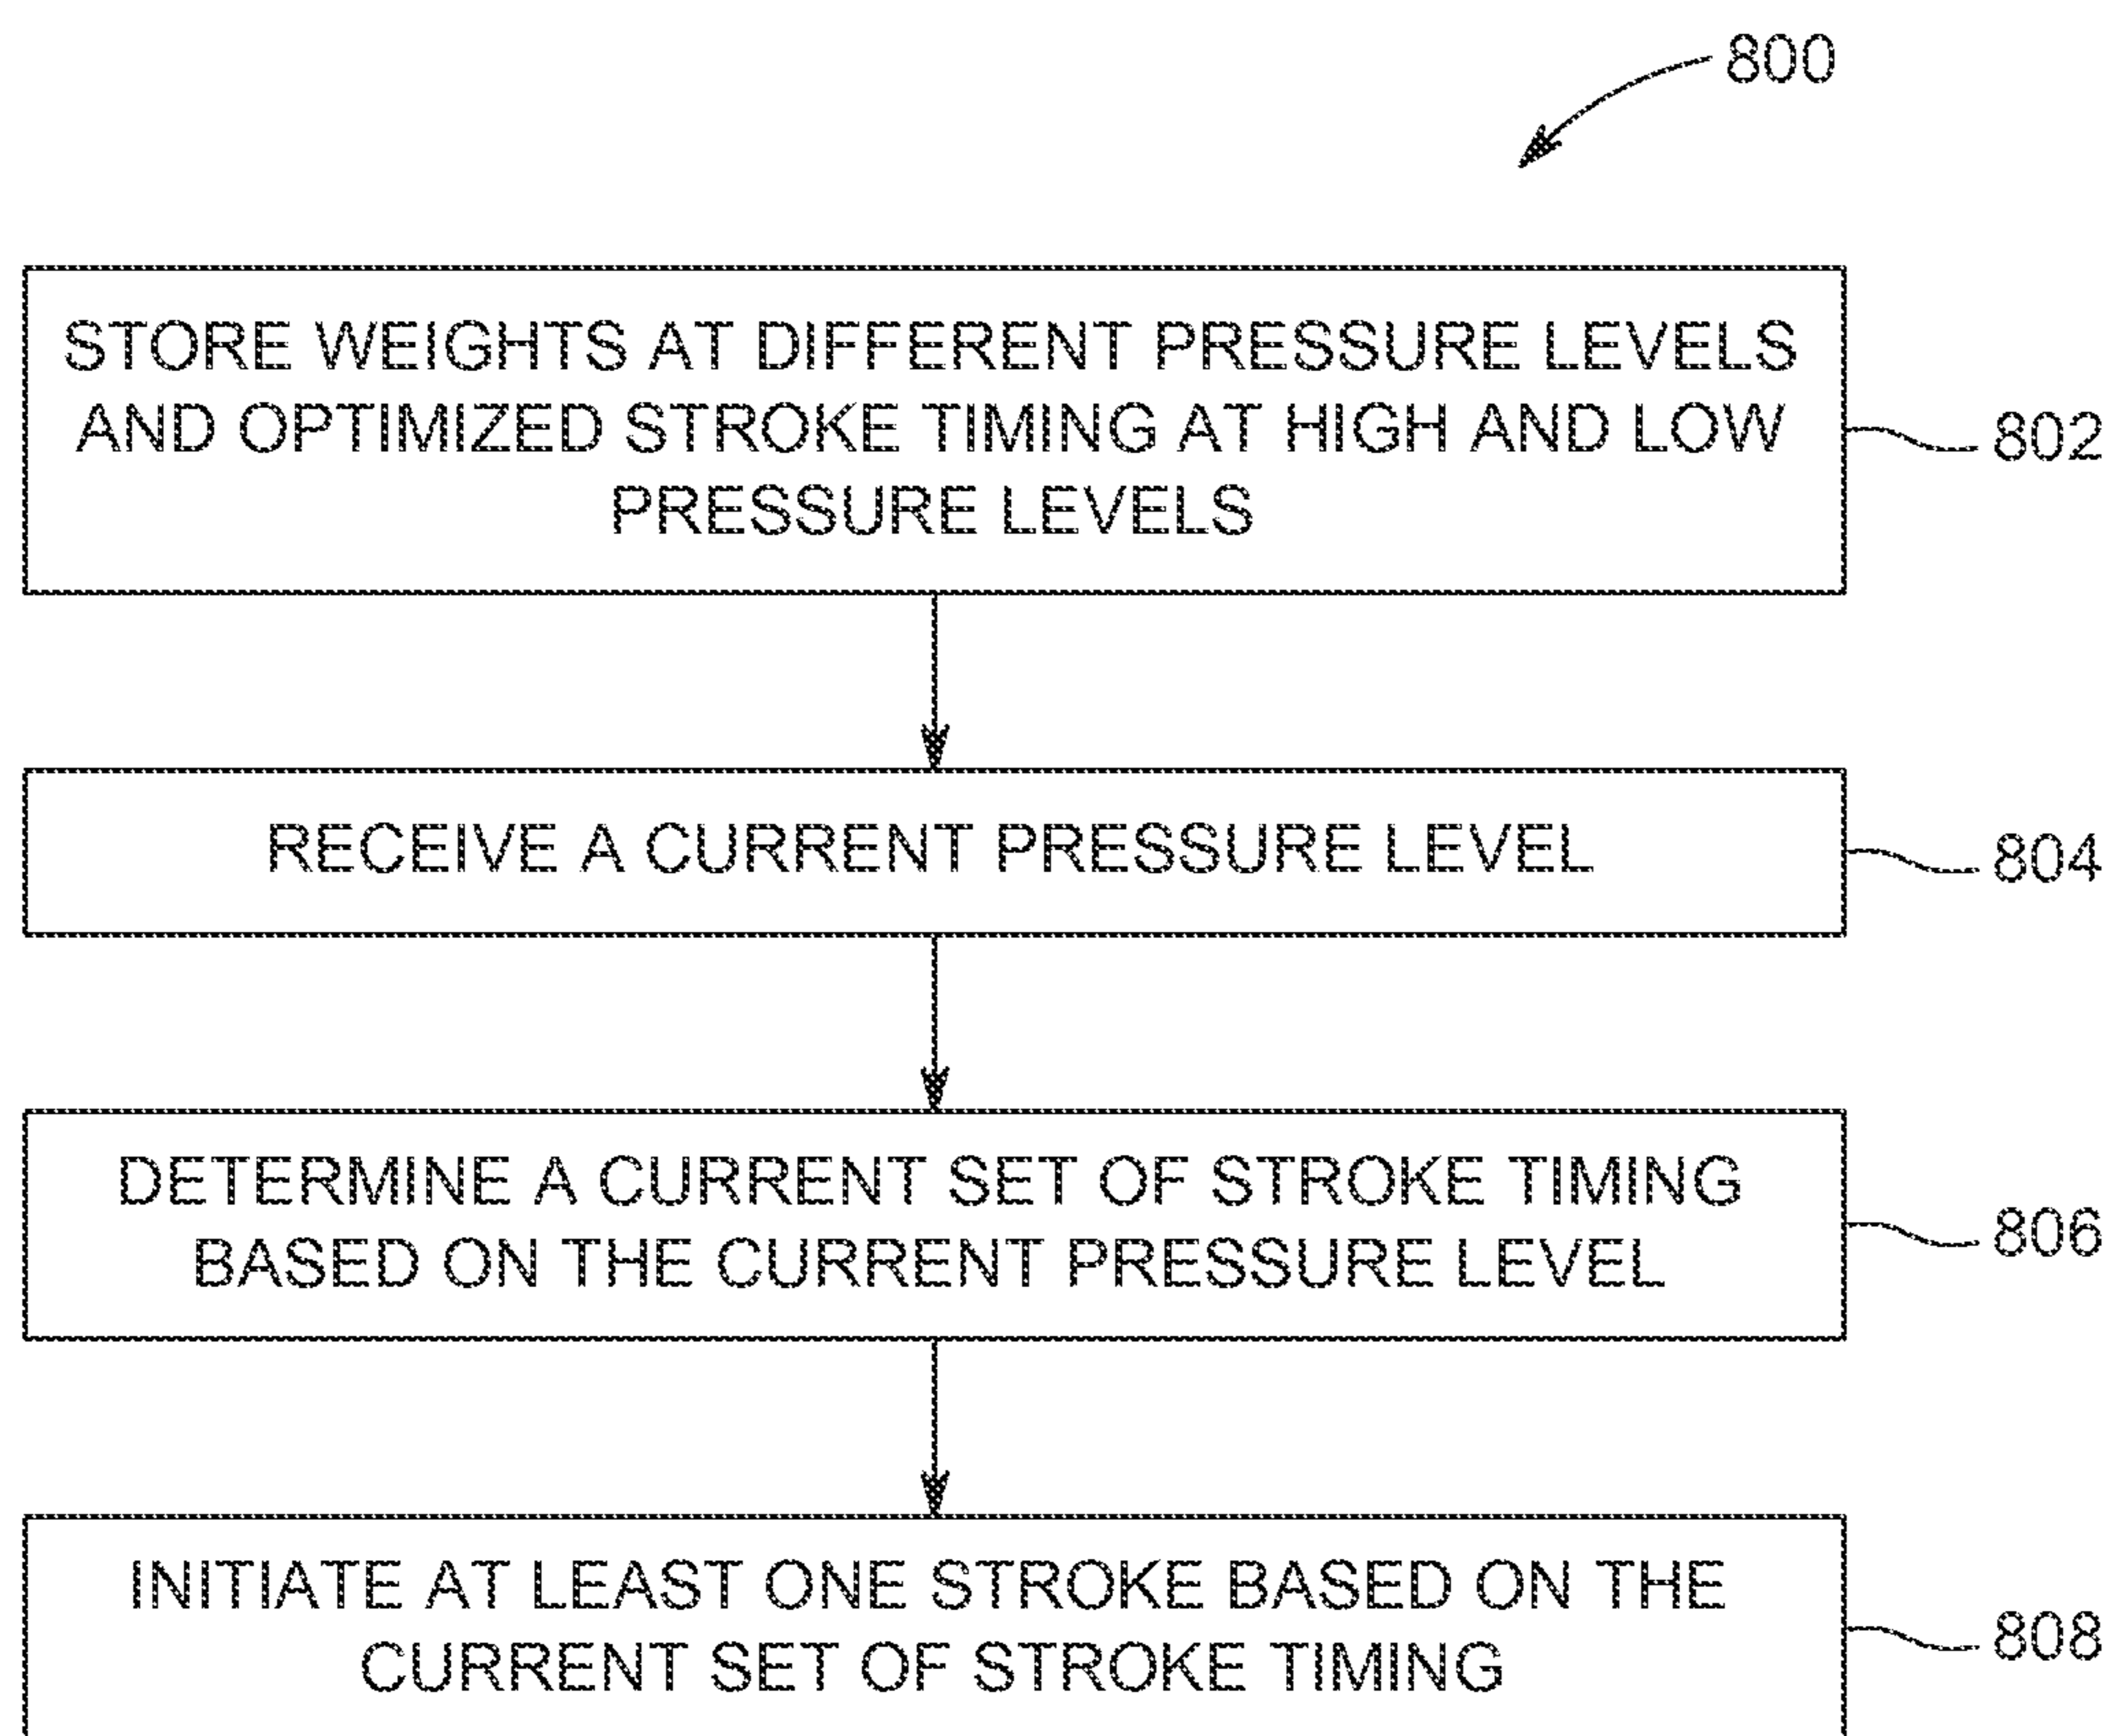 800
STORE WEIGHTS AT DIFFERENT PRESSURE LEVELS
AND OPTIMIZED STROKE TIMING AT HIGH AND LOW
PRESSURE LEVELS
802
RECEIVE A CURRENT PRESSURE LEVEL
804
DETERMINE A CURRENT SET OF STROKE TIMING
BASED ON THE CURRENT PRESSURE LEVEL
806
INITIATE AT LEAST ONE STROKE BASED ON THE
CURRENT SET OF STROKE TIMING
808